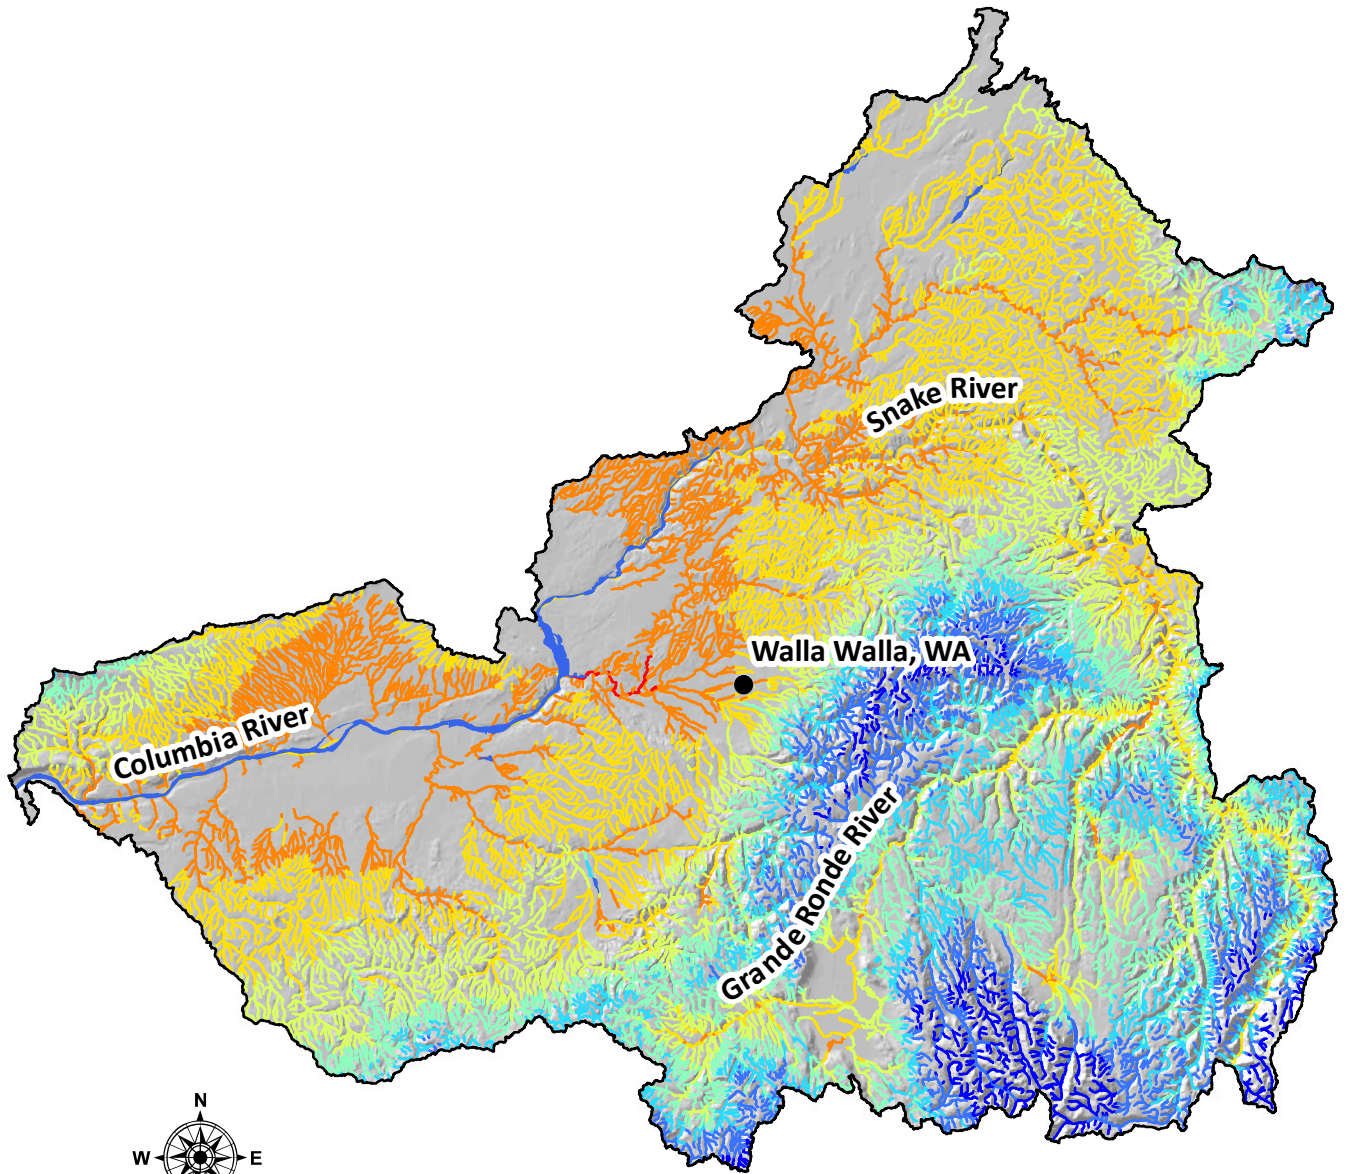 Snake River
Walla Walla, WA
Columbia River
Grande Ronde River
N
W E